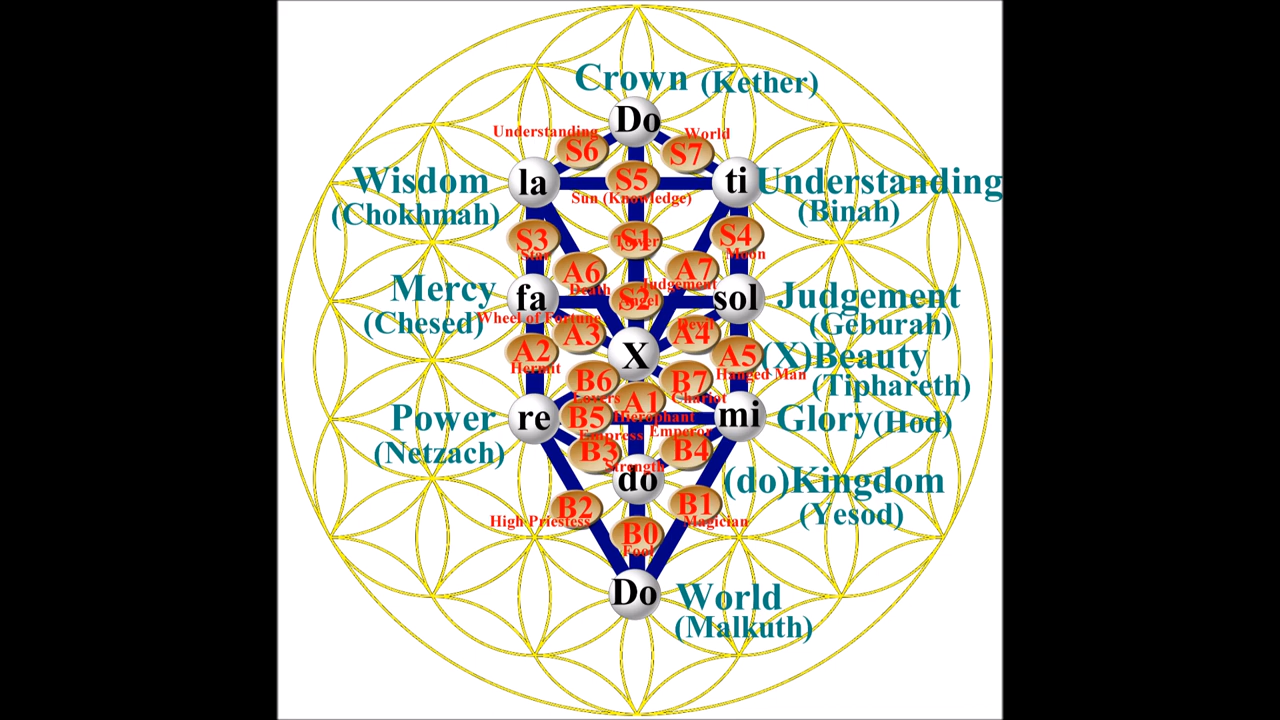 Crown (Kether)
Do
Understanding
World
S6
S7
S5
Wisdom
la
ti
Understanding
(Chokhmah)
Sun (Knowledge)
(Binah)
S3
S1
S4
Star
Tower
Moon
A6
A7
Mercy
Death
Judgement
fa
S2
Angel
sol
Judgement
(Chesed)
Wheel of Fortune
Devil
(Geburah)
A3
A4
A2
X
A5
(X)Beauty
Hermit
Hanged Man
(Tiphareth)
B6
B7
Lovers
Chariot
A1
Power
re
B5
Hierophant
mi
Glory(Hod)
Empress
Emperor
(Netzach)
B3
B4
Strength
do
(do)Kingdom
B2
B1
(Yesod)
High Priestess
Magician
B0
Fool
Do
World
(Malkuth)